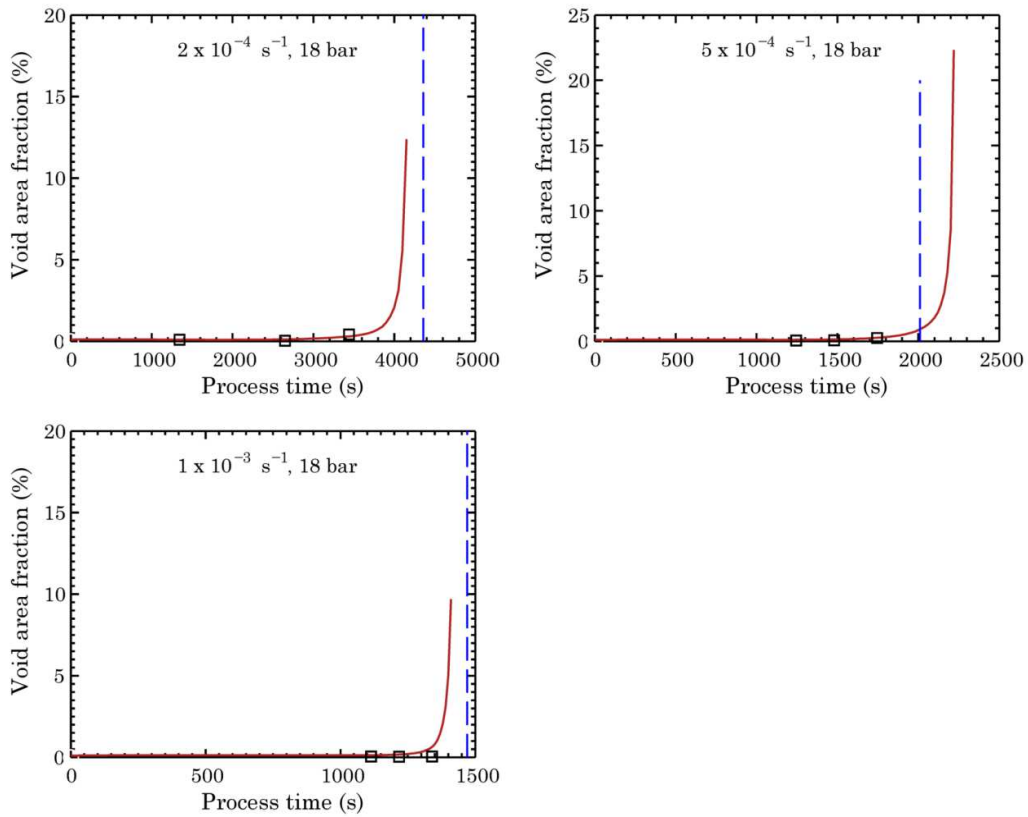 2 x 10⁻⁴ s⁻¹, 18 bar
Void area fraction (%)
20
15
10
5
0
0 1000 2000 3000 4000 5000
Process time (s)
5 x 10⁻⁴ s⁻¹, 18 bar
Void area fraction (%)
25
20
15
10
5
0
0 500 1000 1500 2000 2500
Process time (s)
1 x 10⁻³ s⁻¹, 18 bar
Void area fraction (%)
20
15
10
5
0
0 500 1000 1500
Process time (s)